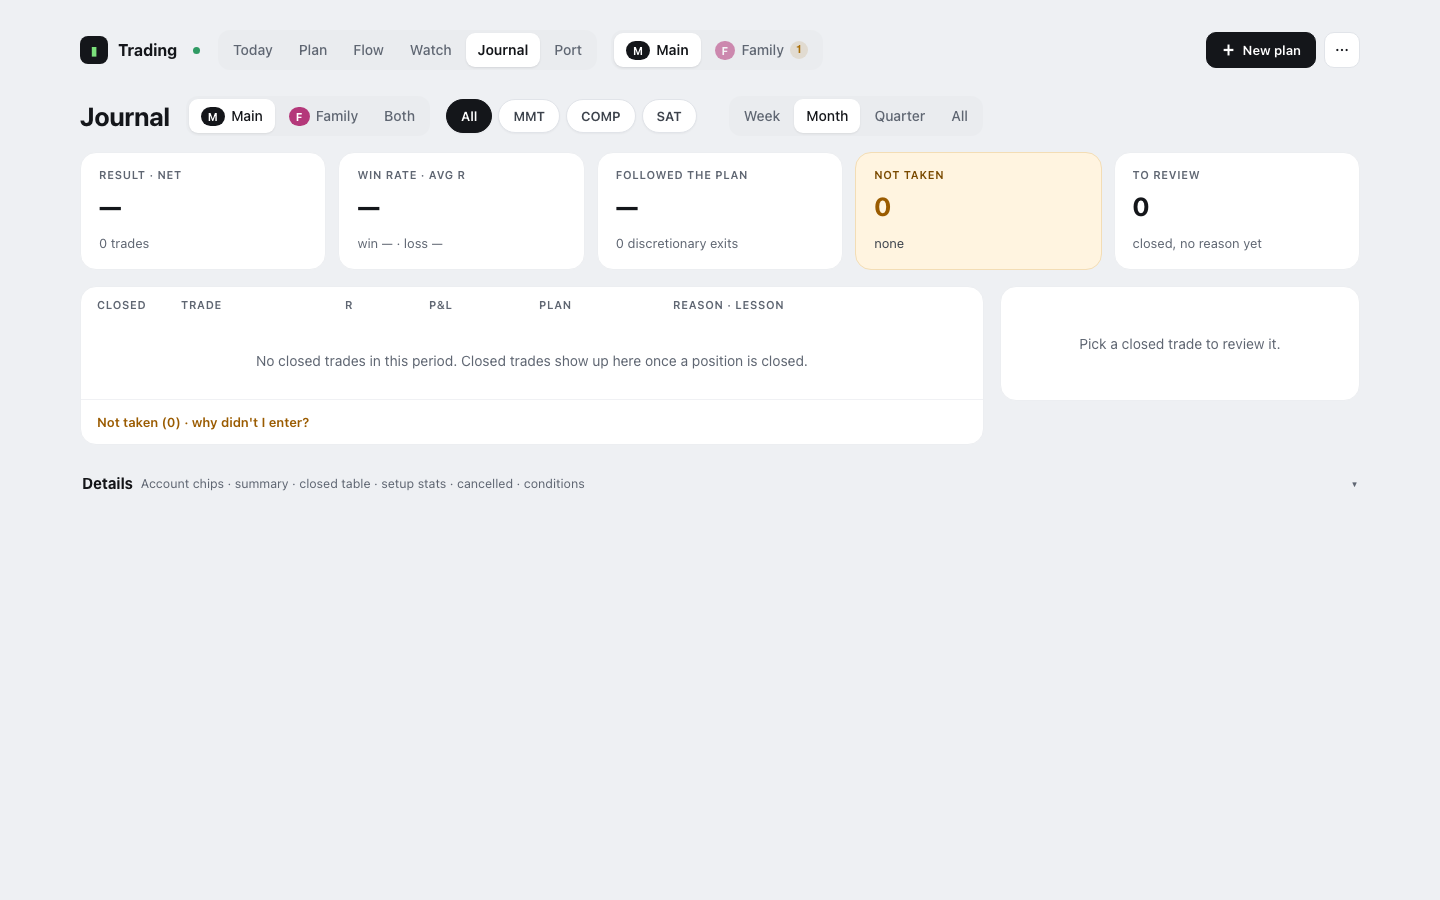 Trading Today Plan Flow Watch Journal Port M Main F Family 1 + New plan ···
Journal M Main F Family Both All MMT COMP SAT Week Month Quarter All
RESULT · NET WIN RATE · AVG R FOLLOWED THE PLAN NOT TAKEN TO REVIEW
— — — 0 0
0 trades win — · loss — 0 discretionary exits none closed, no reason yet
CLOSED TRADE R P&L PLAN REASON · LESSON
Pick a closed trade to review it.
No closed trades in this period. Closed trades show up here once a position is closed.
Not taken (0) · why didn't I enter?
Details Account chips · summary · closed table · setup stats · cancelled · conditions ▾